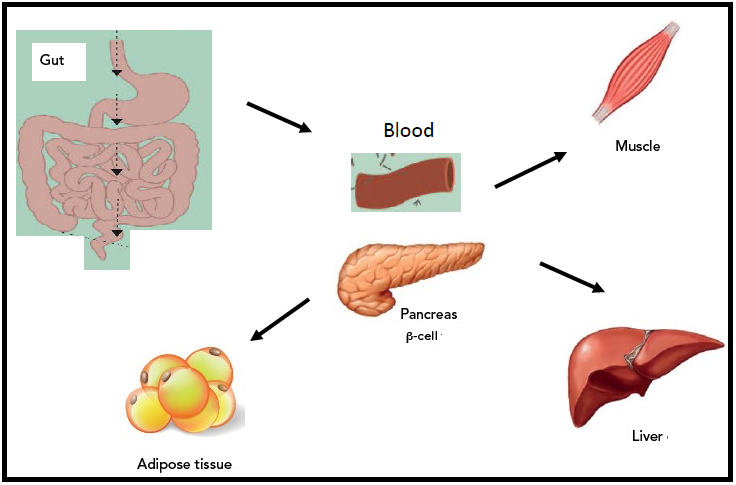 Gut
Blood
Muscle
Pancreas
β-cell
Liver
Adipose tissue